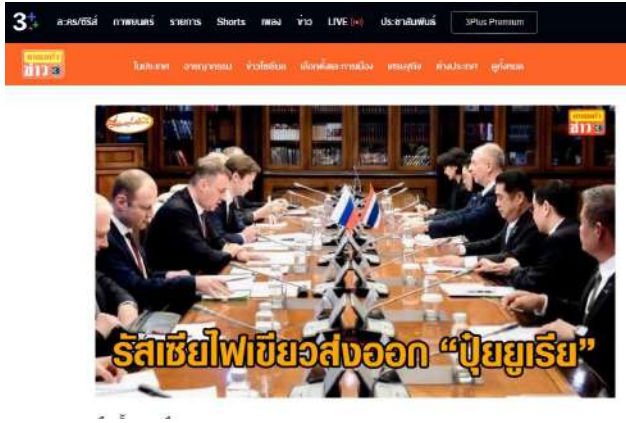 3+ ละคร/ซีรีส์ ภาพยนตร์ รายการ Shorts เพลง ข่าว LIVE ประชาสัมพันธ์ 3Plus Premium
ข่าว3 ในประเทศ อาชญากรรม ข่าวโซเชียล เลือกตั้งและการเมือง เศรษฐกิจ ต่างประเทศ ดูทั้งหมด
ข่าว3
รัสเซียไฟเขียวส่งออก “ปุ๋ยยูเรีย”